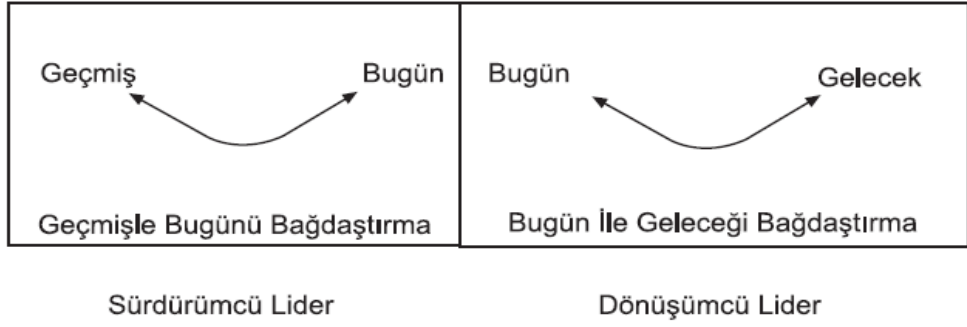 Geçmiş Bugün
Geçmişle Bugünü Bağdaştırma
Bugün Gelecek
Bugün İle Geleceği Bağdaştırma
Sürdürümcü Lider
Dönüşümcü Lider